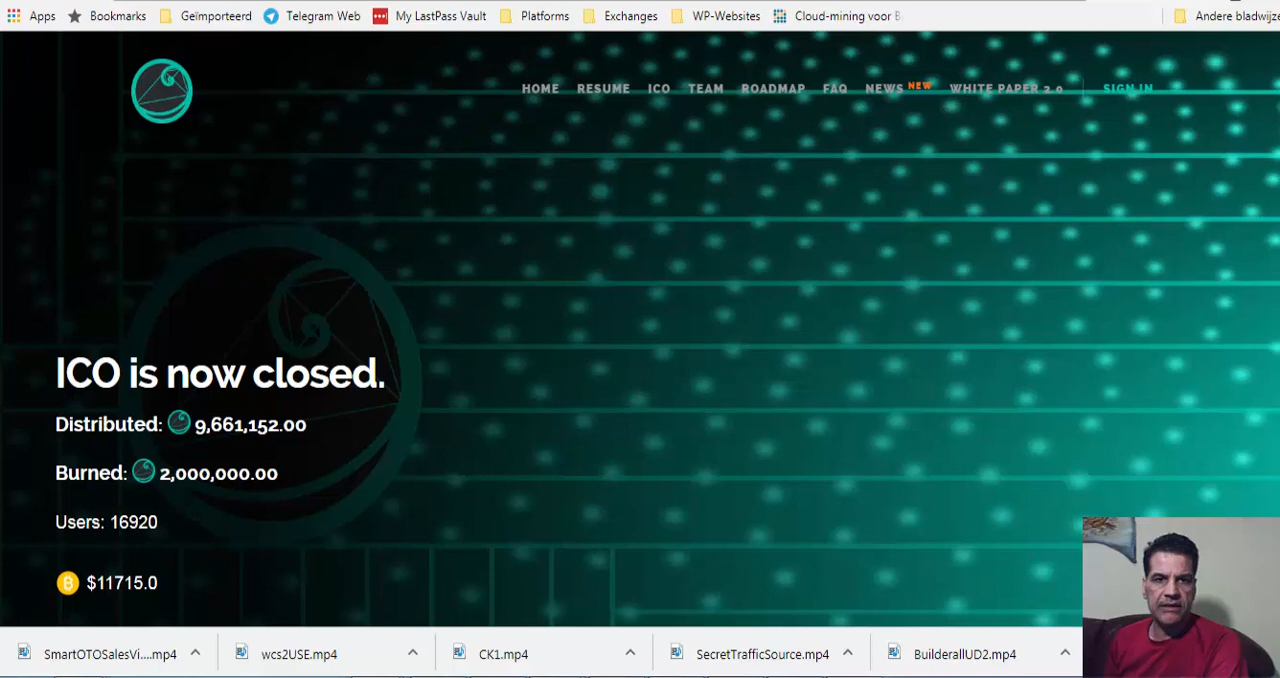 Apps Bookmarks Geïmporteerd Telegram Web My LastPass Vault Platforms Exchanges WP-Websites Cloud-mining voor B Andere bladwijze
HOME RESUME ICO TEAM ROADMAP FAQ NEWS NEW WHITE PAPER 2.0 SIGN IN
ICO is now closed.
Distributed: 9,661,152.00
Burned: 2,000,000.00
Users: 16920
$11715.0
SmartOTOSalesVi....mp4 wcs2USE.mp4 CK1.mp4 SecretTrafficSource.mp4 BuilderallUD2.mp4